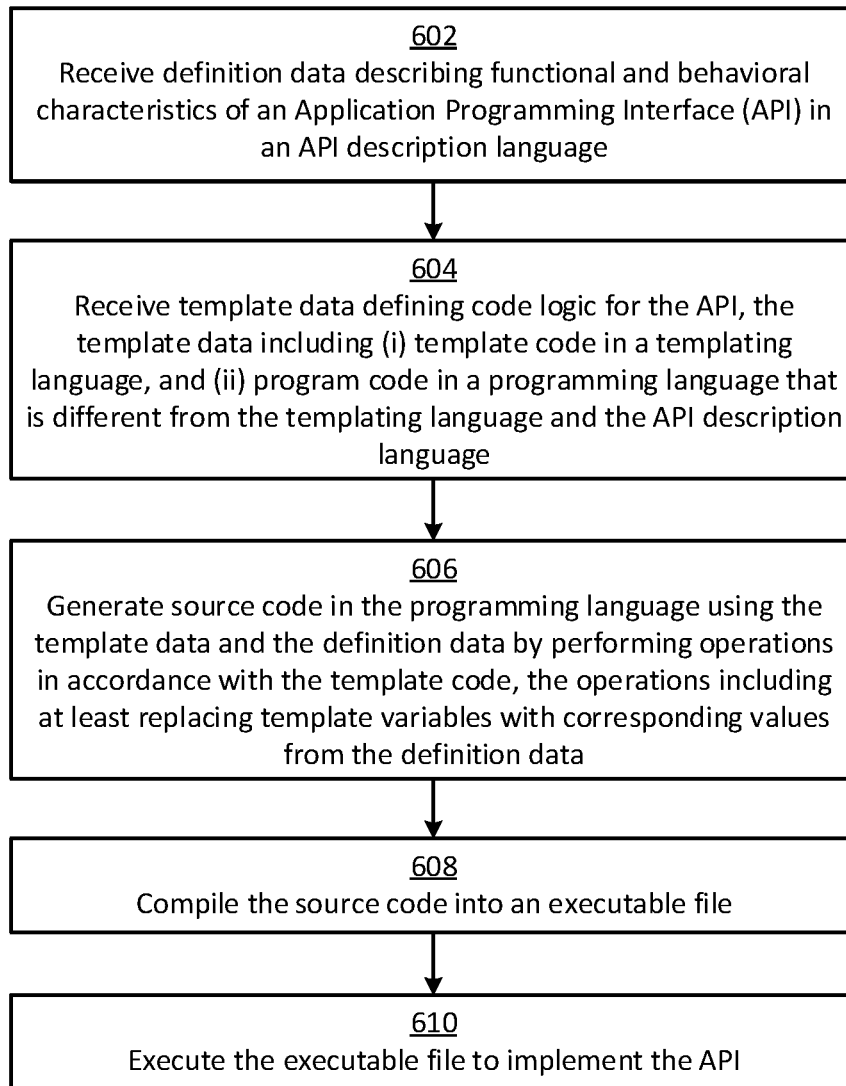 602
Receive definition data describing functional and behavioral
characteristics of an Application Programming Interface (API) in
an API description language
604
Receive template data defining code logic for the API, the
template data including (i) template code in a templating
language, and (ii) program code in a programming language that
is different from the templating language and the API description
language
606
Generate source code in the programming language using the
template data and the definition data by performing operations
in accordance with the template code, the operations including
at least replacing template variables with corresponding values
from the definition data
608
Compile the source code into an executable file
610
Execute the executable file to implement the API